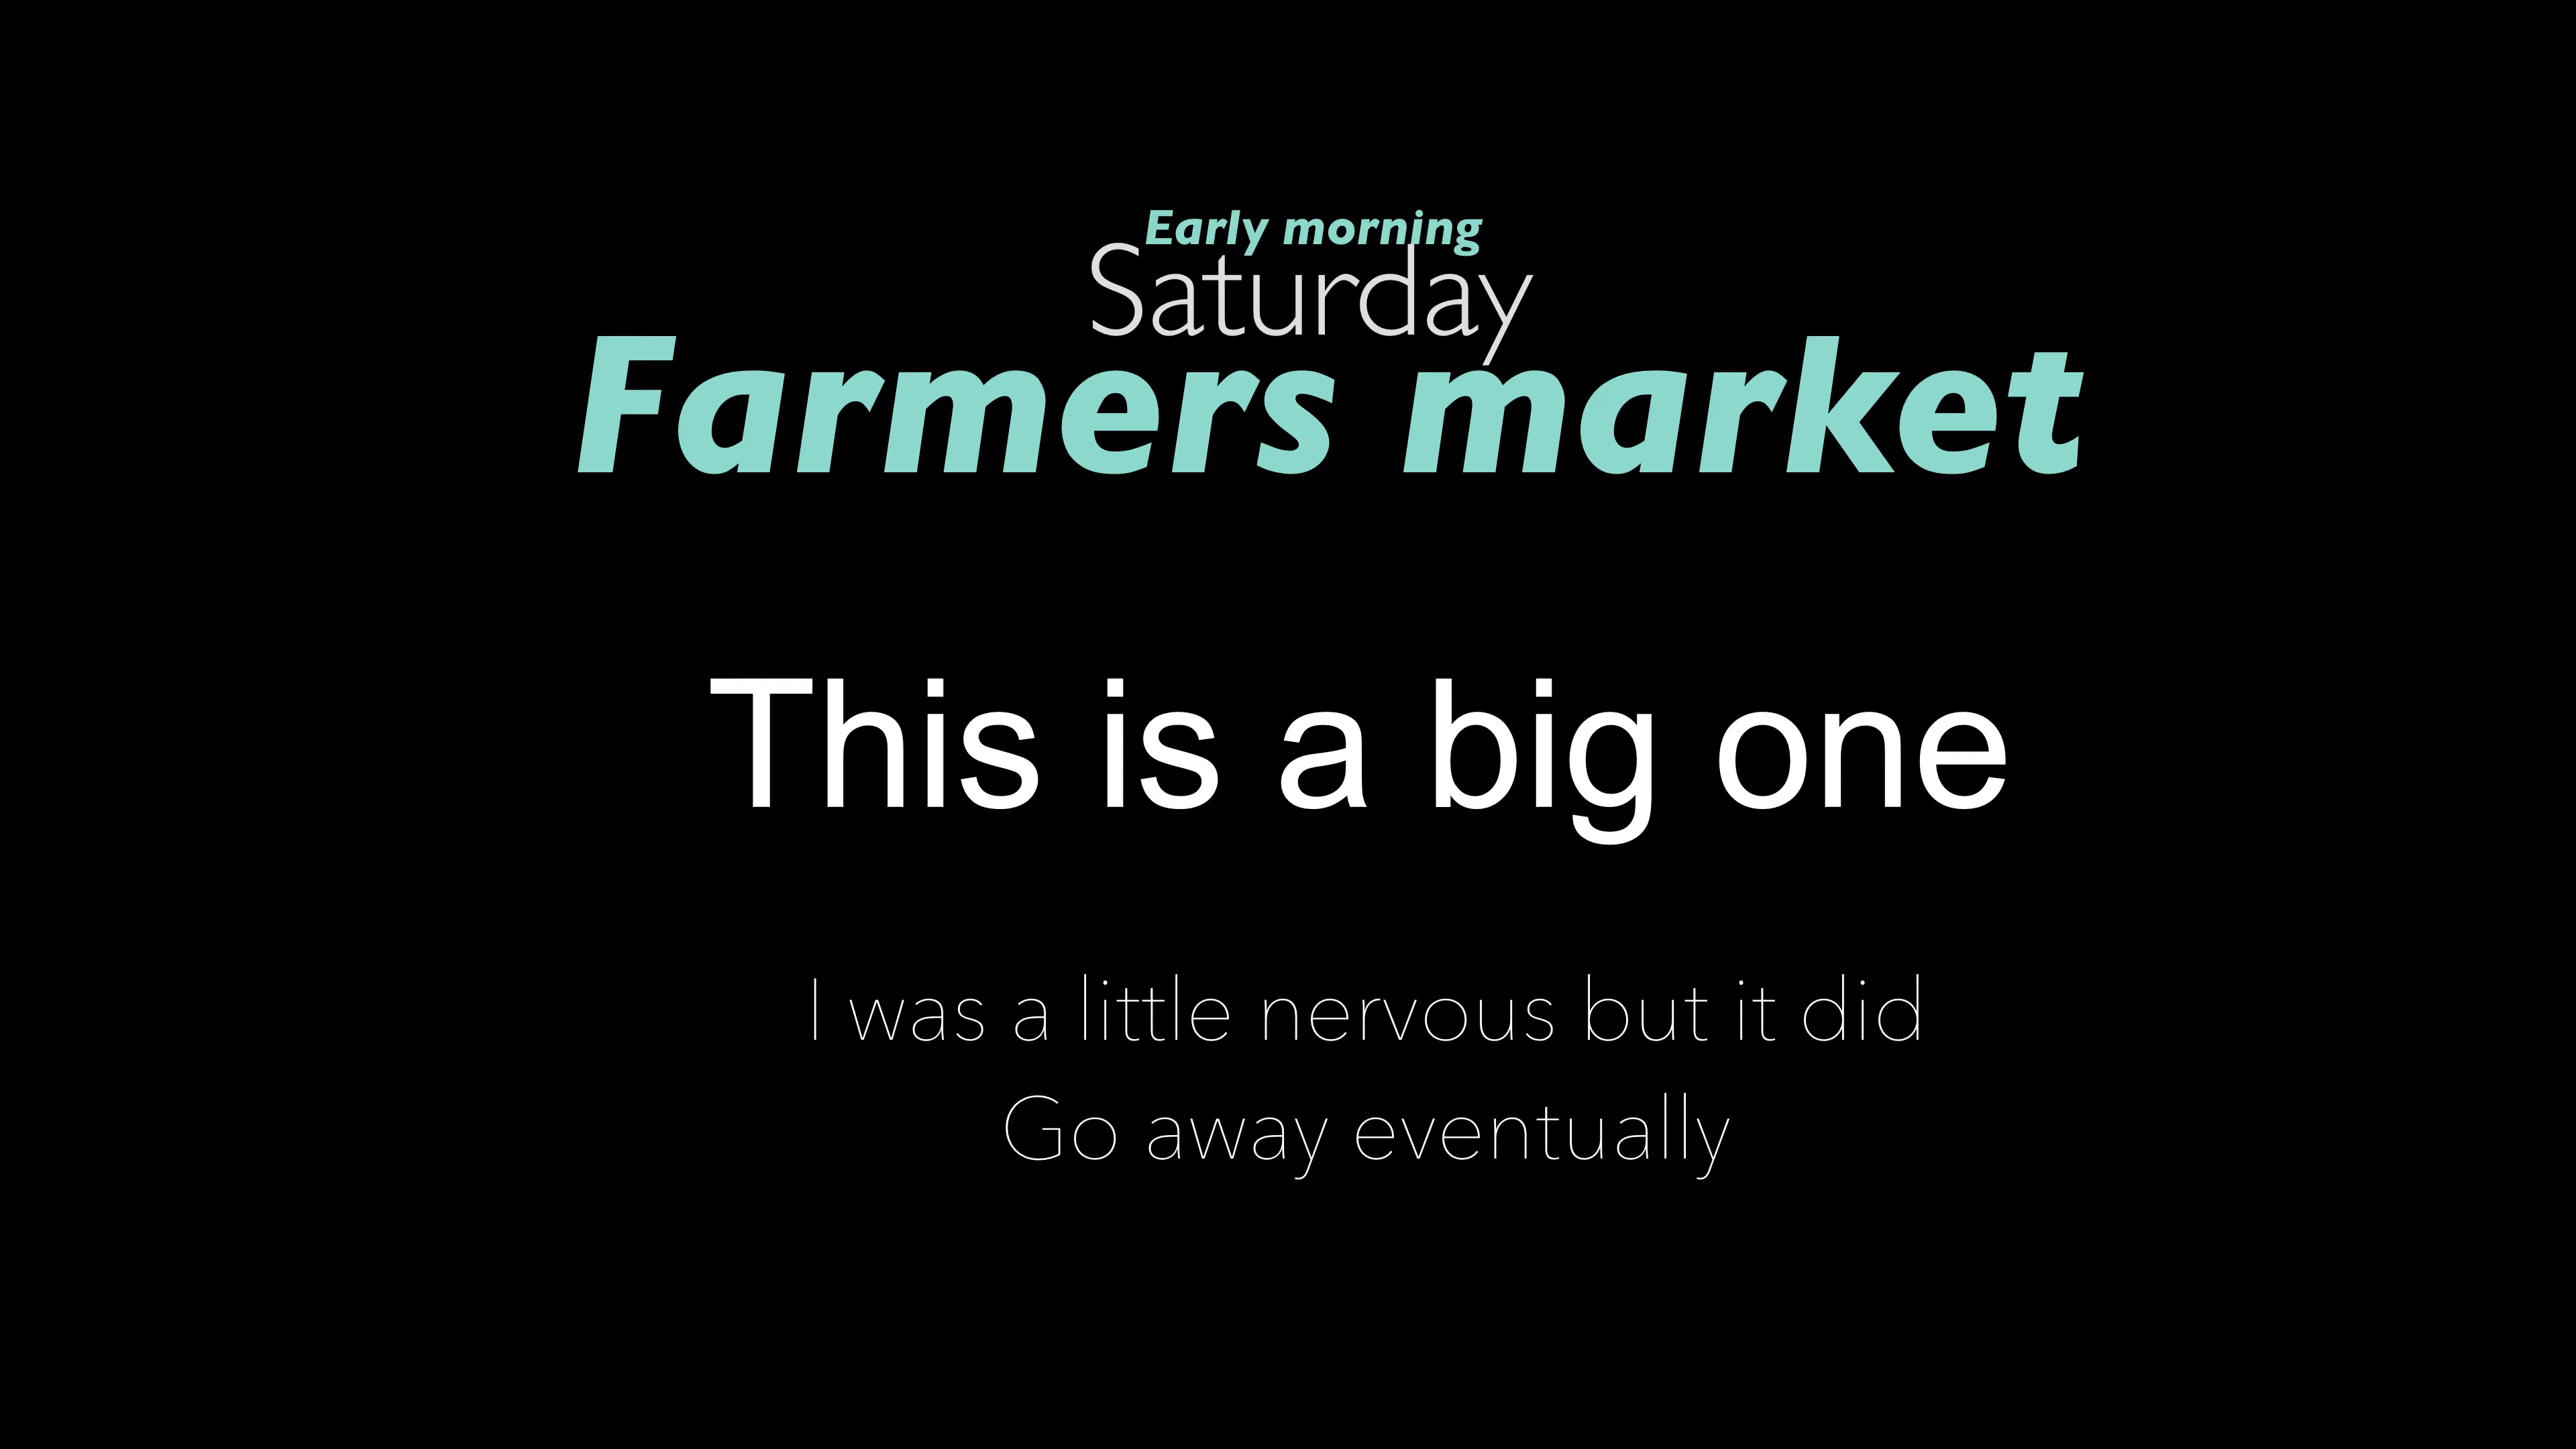 Early morning
Saturday
Farmers market
This is a big one
I was a little nervous but it did
Go away eventually